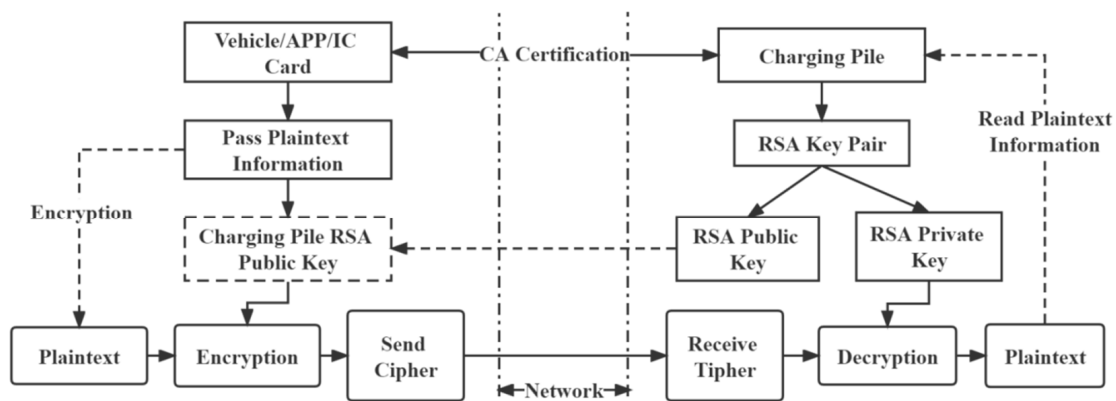 Vehicle/APP/IC
Card
CA Certification
Charging Pile
Pass Plaintext
Information
RSA Key Pair
Read Plaintext
Information
Encryption
Charging Pile RSA
Public Key
RSA Public
Key
RSA Private
Key
Plaintext
Encryption
Send
Cipher
Receive
Tipher
Decryption
Plaintext
Network